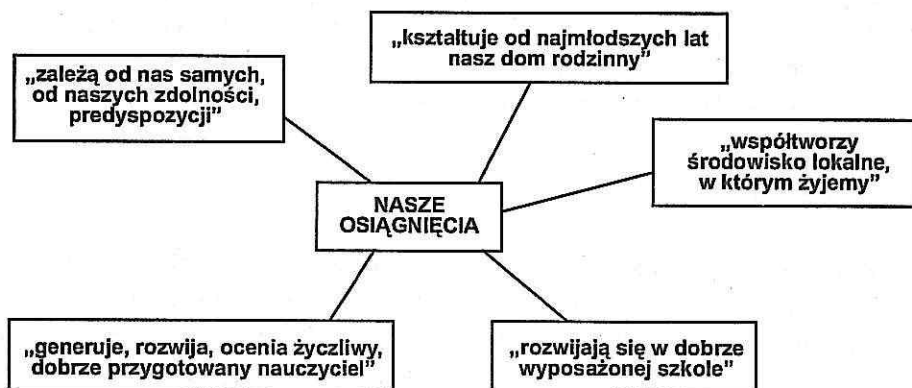 „kształtuje od najmłodszych lat
nasz dom rodzinny”
„zależą od nas samych,
od naszych zdolności,
predyspozycji”
„współtworzy
środowisko lokalne,
w którym żyjemy”
NASZE
OSIĄGNIĘCIA
„generuje, rozwija, ocenia życzliwy,
dobrze przygotowany nauczyciel”
„rozwijają się w dobrze
wyposażonej szkole”